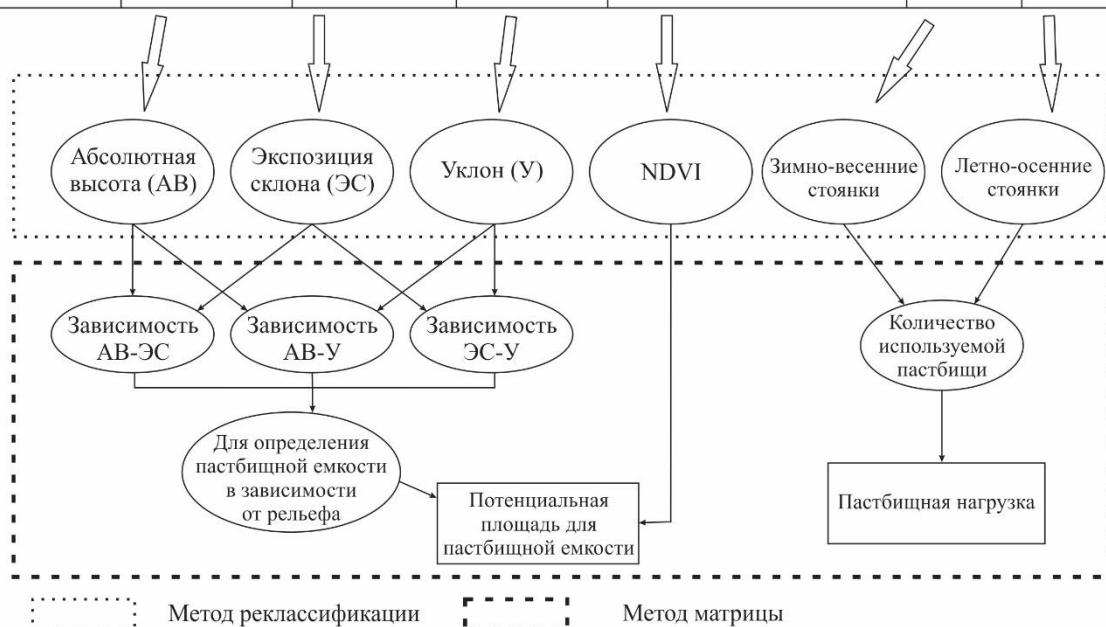 Абсолютная
высота (АВ)
Экспозиция
склона (ЭС)
Уклон (У)
NDVI
Зимно-весенние
стоянки
Летно-осенние
стоянки
Зависимость
АВ-ЭС
Зависимость
АВ-У
Зависимость
ЭС-У
Количество
используемой
пастбищи
Для определения
пастбищной емкости
в зависимости
от рельефа
Потенциальная
площадь для
пастбищной емкости
Пастбищная нагрузка
Метод реклассификации
Метод матрицы